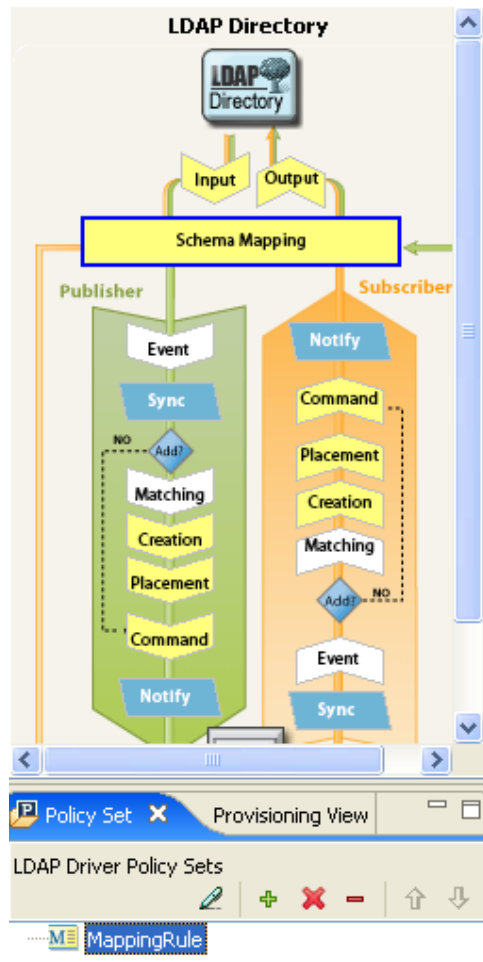 LDAP Directory
LDAP
Directory
Input
Output
Schema Mapping
Publisher
Subscriber
Event
Sync
NO
Add?
Matching
Creation
Placement
Command
Notify
Notify
Command
Placement
Creation
Matching
Add?
NO
Event
Sync
Policy Set
Provisioning View
LDAP Driver Policy Sets
MappingRule